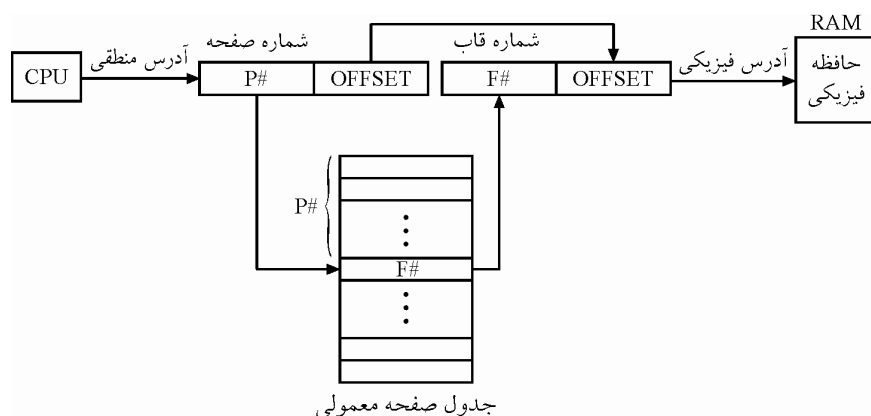 RAM
شماره صفحه
شماره قاب
CPU
آدرس منطقی
P#
OFFSET
F#
OFFSET
آدرس فیزیکی
حافظه
فیزیکی
P#
F#
جدول صفحه معمولی